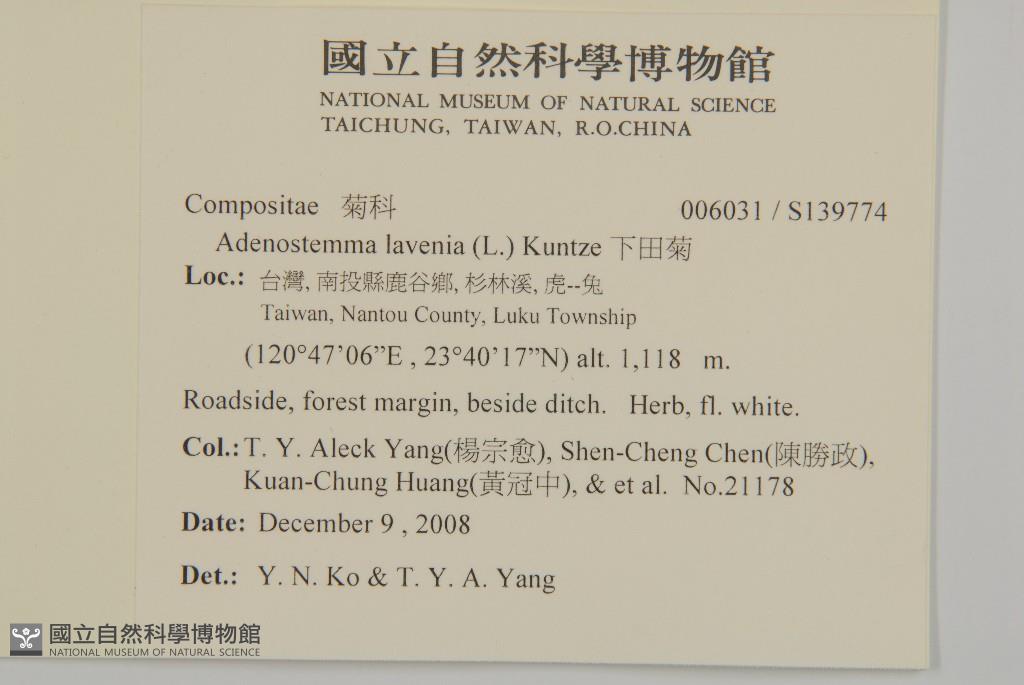 國立自然科學博物館
NATIONAL MUSEUM OF NATURAL SCIENCE
TAICHUNG, TAIWAN, R.O.CHINA
Compositae 菊科 006031 / S139774
Adenostemma lavenia (L.) Kuntze 下田菊
Loc.: 台灣, 南投縣鹿谷鄉, 杉林溪, 虎--兔
Taiwan, Nantou County, Luku Township
(120°47’06”E , 23°40’17”N) alt. 1,118 m.
Roadside, forest margin, beside ditch. Herb, fl. white.
Col.: T. Y. Aleck Yang(楊宗愈), Shen-Cheng Chen(陳勝政),
Kuan-Chung Huang(黃冠中), & et al. No.21178
Date: December 9 , 2008
Det.: Y. N. Ko & T. Y. A. Yang
國立自然科學博物館
NATIONAL MUSEUM OF NATURAL SCIENCE